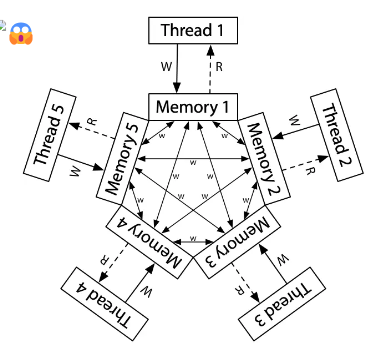 Thread 1
W
R
Memory 1
Thread 5
R
W
Memory 5
w
w
Memory 2
W
R
Thread 2
w
w
w
w
w
w
w
Memory 4
w
Memory 3
R
W
Thread 4
R
W
Thread 3